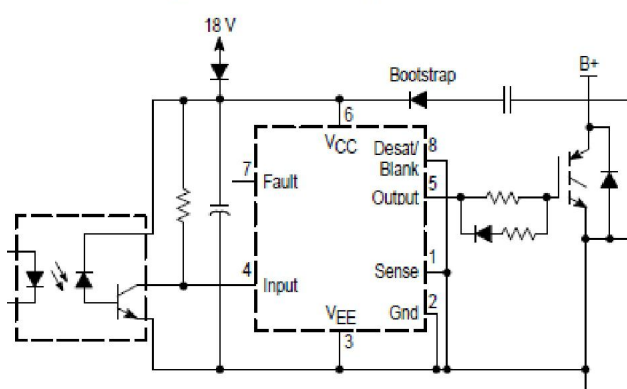 18 V
B+
Bootstrap
6
VCC
Desat/
Blank
8
7
Fault
5
Output
4
Input
1
Sense
2
Gnd
VEE
3